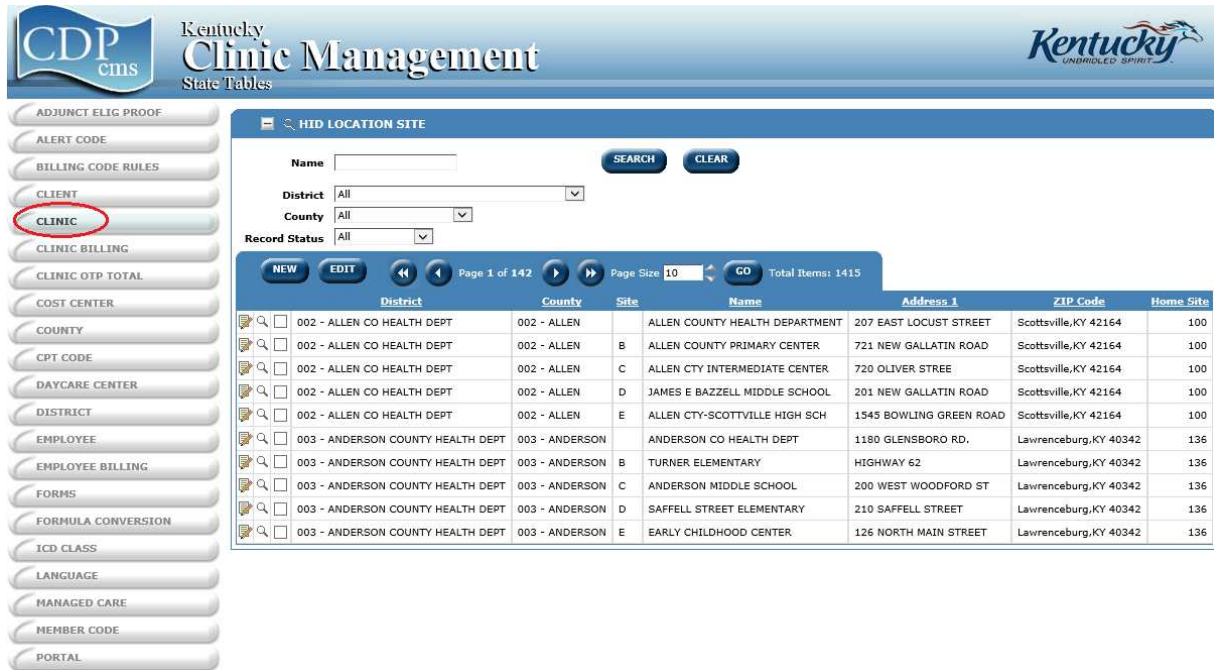 CDP
cms
Kentucky
Clinic Management
State Tables
Kentucky
UNBRIDLED SPIRIT
ADJUNCT ELIG PROOF
ALERT CODE
BILLING CODE RULES
CLIENT
CLINIC
CLINIC BILLING
CLINIC OTP TOTAL
COST CENTER
COUNTY
CPT CODE
DAYCARE CENTER
DISTRICT
EMPLOYEE
EMPLOYEE BILLING
FORMS
FORMULA CONVERSION
ICD CLASS
LANGUAGE
MANAGED CARE
MEMBER CODE
PORTAL
HID LOCATION SITE
Name SEARCH CLEAR
District All
County All
Record Status All
NEW EDIT Page 1 of 142 Page Size 10 GO Total Items: 1415
District County Site Name Address 1 ZIP Code Home Site
002 - ALLEN CO HEALTH DEPT 002 - ALLEN ALLEN COUNTY HEALTH DEPARTMENT 207 EAST LOCUST STREET Scottsville,KY 42164 100
002 - ALLEN CO HEALTH DEPT 002 - ALLEN B ALLEN COUNTY PRIMARY CENTER 721 NEW GALLATIN ROAD Scottsville,KY 42164 100
002 - ALLEN CO HEALTH DEPT 002 - ALLEN C ALLEN CTY INTERMEDIATE CENTER 720 OLIVER STREE Scottsville,KY 42164 100
002 - ALLEN CO HEALTH DEPT 002 - ALLEN D JAMES E BAZZELL MIDDLE SCHOOL 201 NEW GALLATIN ROAD Scottsville,KY 42164 100
002 - ALLEN CO HEALTH DEPT 002 - ALLEN E ALLEN CTY-SCOTTVILLE HIGH SCH 1545 BOWLING GREEN ROAD Scottsville,KY 42164 100
003 - ANDERSON COUNTY HEALTH DEPT 003 - ANDERSON ANDERSON CO HEALTH DEPT 1180 GLENSBORO RD. Lawrenceburg,KY 40342 136
003 - ANDERSON COUNTY HEALTH DEPT 003 - ANDERSON B TURNER ELEMENTARY HIGHWAY 62 Lawrenceburg,KY 40342 136
003 - ANDERSON COUNTY HEALTH DEPT 003 - ANDERSON C ANDERSON MIDDLE SCHOOL 200 WEST WOODFORD ST Lawrenceburg,KY 40342 136
003 - ANDERSON COUNTY HEALTH DEPT 003 - ANDERSON D SAFFELL STREET ELEMENTARY 210 SAFFELL STREET Lawrenceburg,KY 40342 136
003 - ANDERSON COUNTY HEALTH DEPT 003 - ANDERSON E EARLY CHILDHOOD CENTER 126 NORTH MAIN STREET Lawrenceburg,KY 40342 136